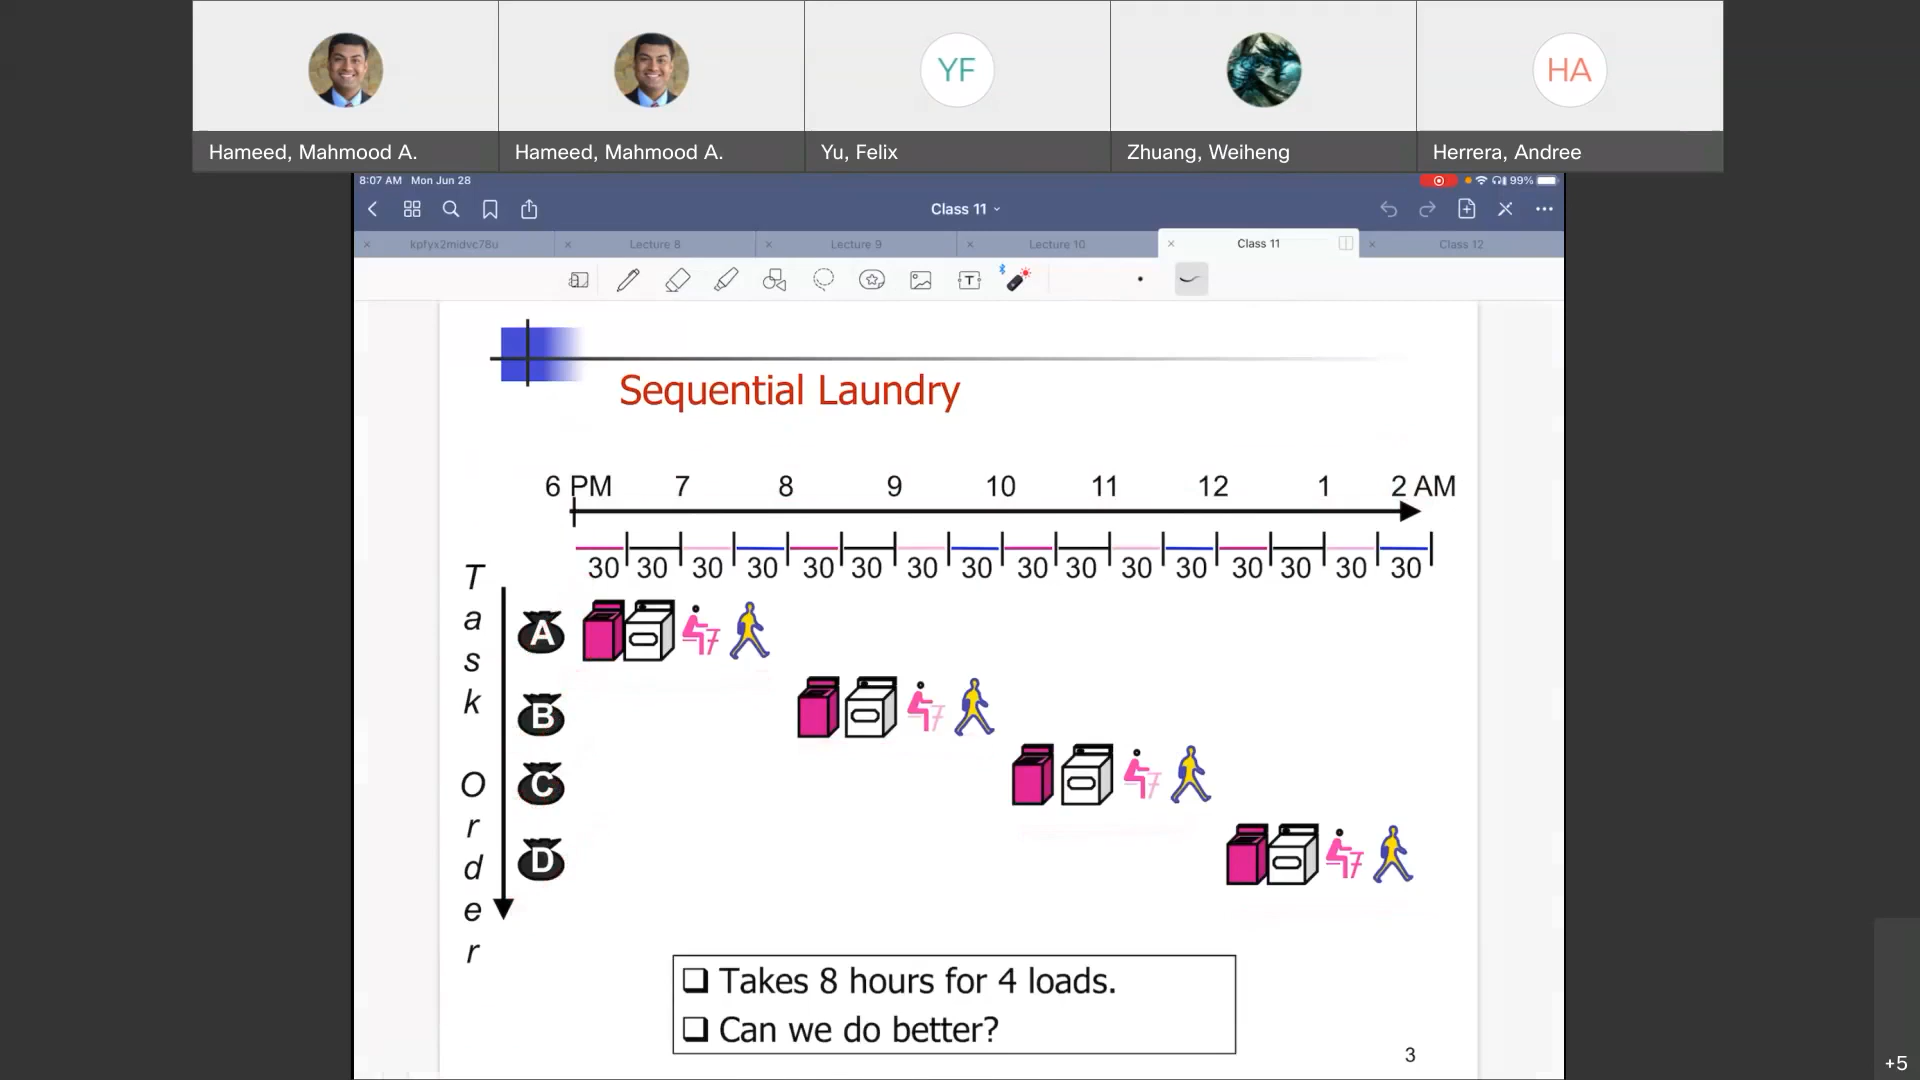 YF
HA
Hameed, Mahmood A.
Hameed, Mahmood A.
Yu, Felix
Zhuang, Weiheng
Herrera, Andree
8:07 AM Mon Jun 28
99%
Class 11
kpfyx2midvc78u
Lecture 8
Lecture 9
Lecture 10
Class 11
Class 12
T
Sequential Laundry
6 PM 7 8 9 10 11 12 1 2 AM
30 30 30 30 30 30 30 30 30 30 30 30 30 30 30 30
Task Order
A
B
C
D
❑ Takes 8 hours for 4 loads.
❑ Can we do better?
3
+5